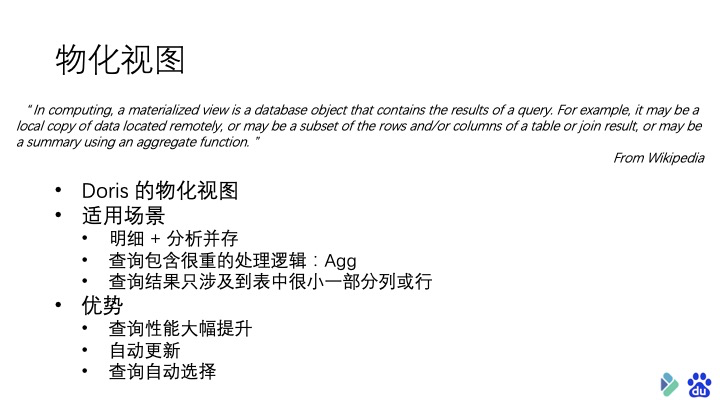 物化视图
“In computing, a materialized view is a database object that contains the results of a query. For example, it may be a
local copy of data located remotely, or may be a subset of the rows and/or columns of a table or join result, or may be
a summary using an aggregate function. ”
From Wikipedia
• Doris 的物化视图
• 适用场景
• 明细 + 分析并存
• 查询包含很重的处理逻辑：Agg
• 查询结果只涉及到表中很小一部分列或行
• 优势
• 查询性能大幅提升
• 自动更新
• 查询自动选择
du